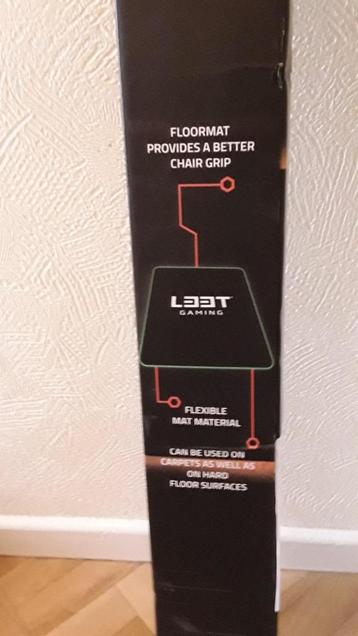 FLOORMAT
PROVIDES A BETTER
CHAIR GRIP
L33T
GAMING
FLEXIBLE
MAT MATERIAL
CAN BE USED ON
CARPETS AS WELL AS
ON HARD
FLOOR SURFACES